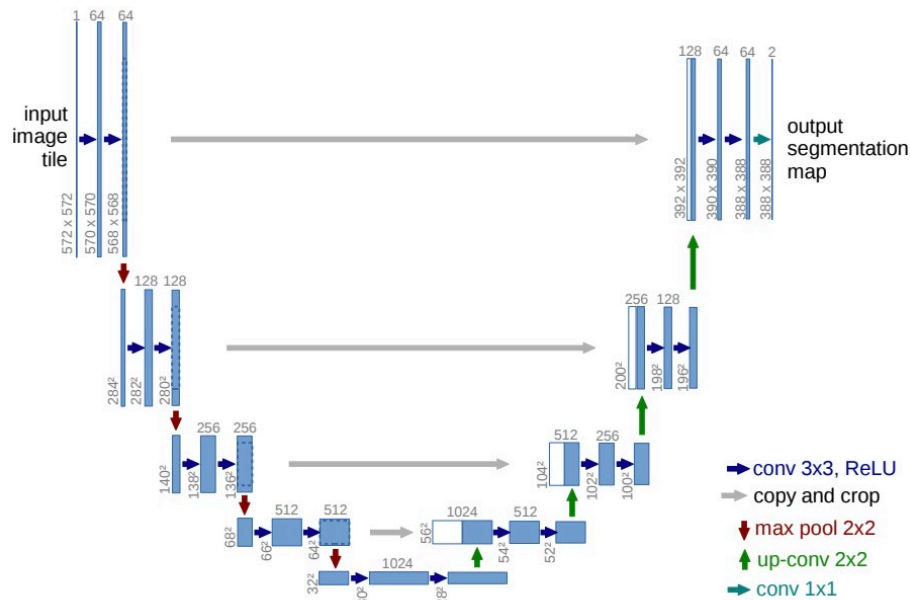 1 64 64
128 64 64 2
input
image
tile
output
segmentation
map
572 x 572
570 x 570
568 x 568
392 x 392
390 x 390
388 x 388
388 x 388
128 128
256 128
284²
282²
280²
200²
198²
196²
256 256
512 256
140²
138²
136²
104²
102²
100²
512 512
1024 512
68²
66²
64²
56²
54²
52²
1024
32²
conv 3x3, ReLU
copy and crop
max pool 2x2
up-conv 2x2
conv 1x1